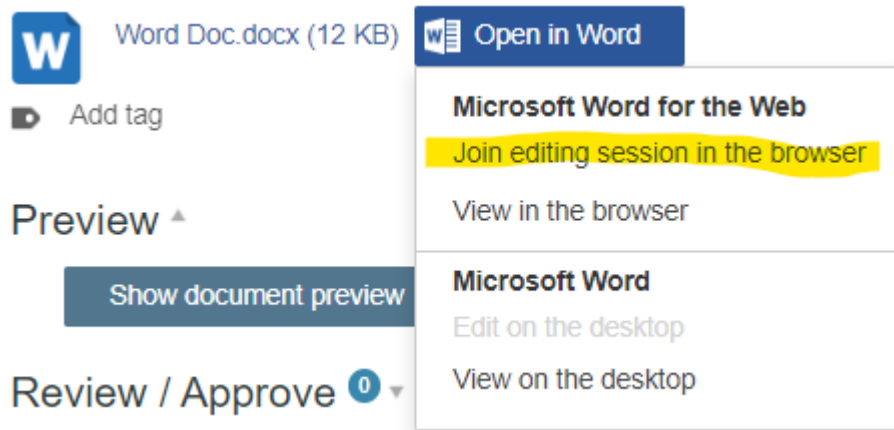 W
Word Doc.docx (12 KB)
W Open in Word
Add tag
Microsoft Word for the Web
Join editing session in the browser
View in the browser
Preview
Show document preview
Microsoft Word
Edit on the desktop
View on the desktop
Review / Approve 0